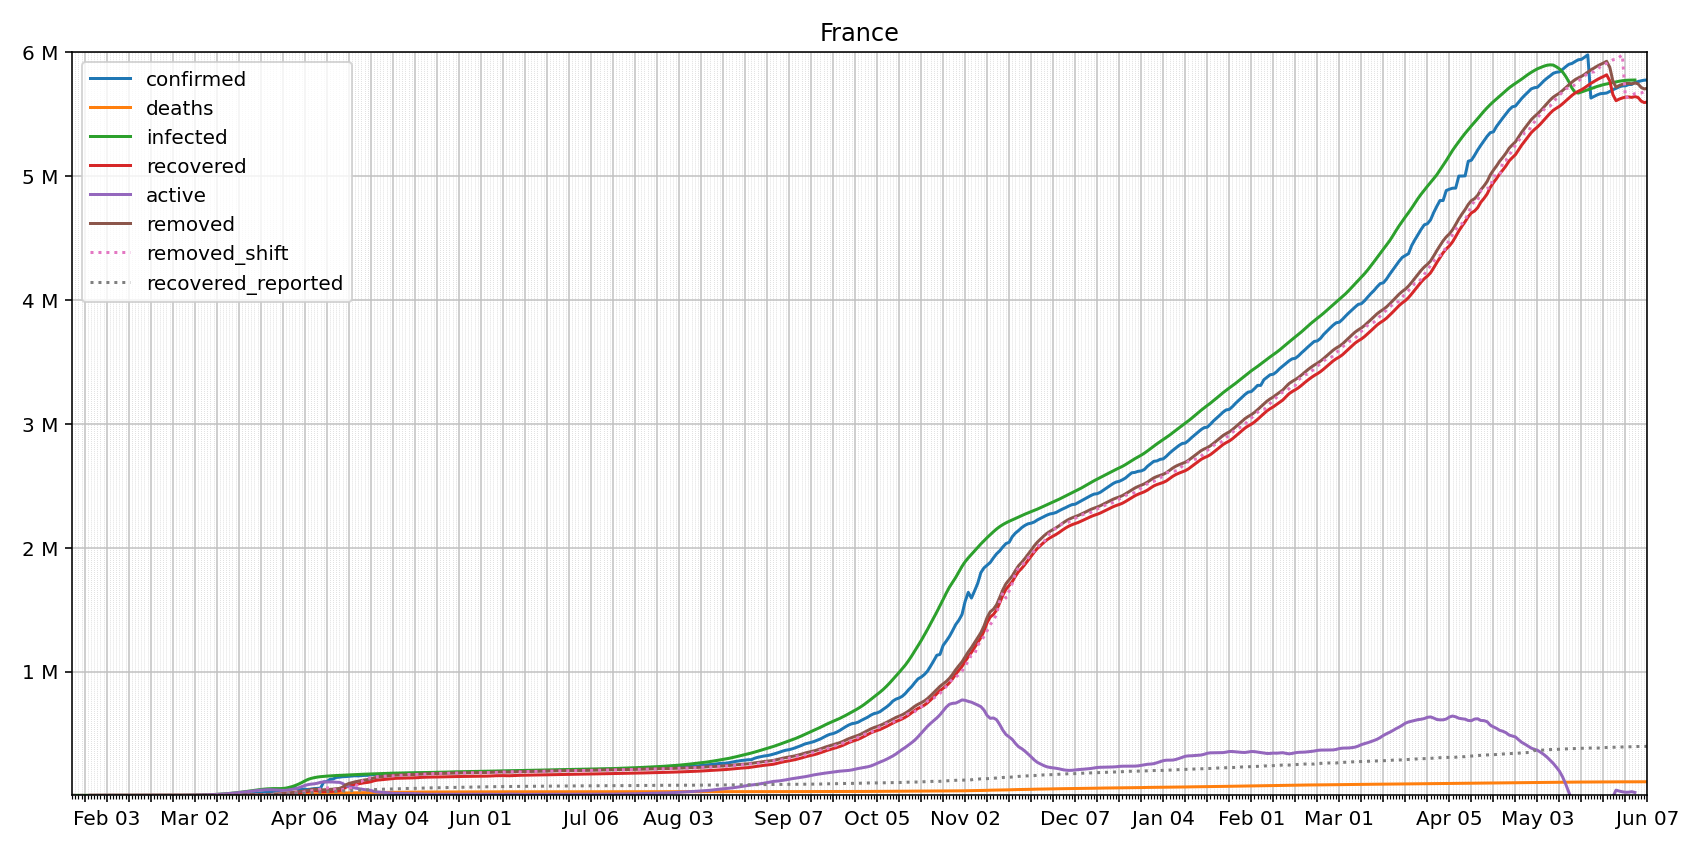 France
6 M
5 M
4 M
3 M
2 M
1 M
confirmed
deaths
infected
recovered
active
removed
removed_shift
recovered_reported
Feb 03 Mar 02 Apr 06 May 04 Jun 01 Jul 06 Aug 03 Sep 07 Oct 05 Nov 02 Dec 07 Jan 04 Feb 01 Mar 01 Apr 05 May 03 Jun 07